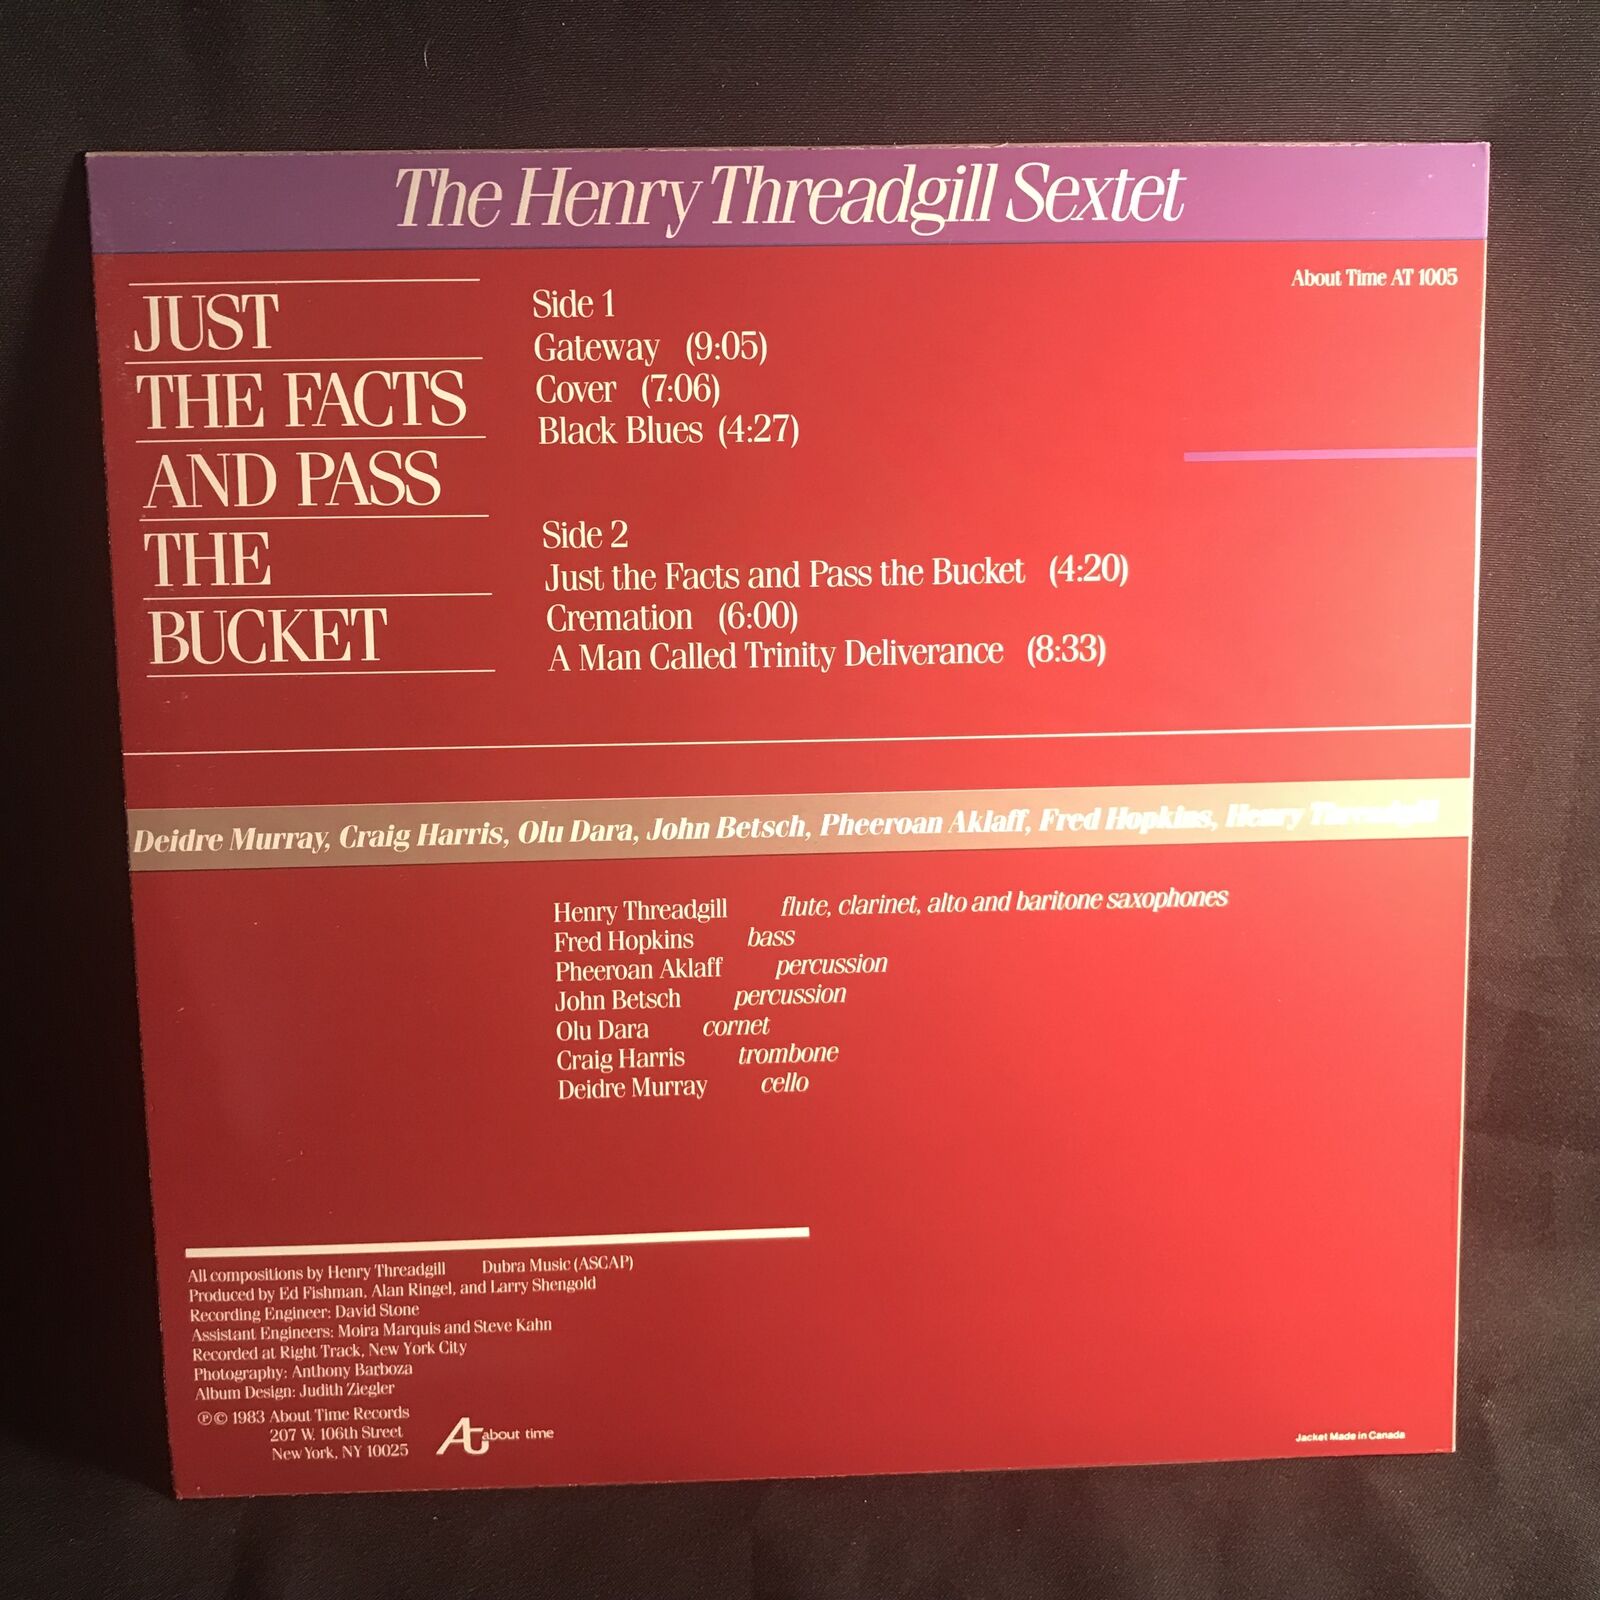 The Henry Threadgill Sextet
About Time AT 1005
JUST
THE FACTS
AND PASS
THE
BUCKET
Side 1
Gateway (9:05)
Cover (7:06)
Black Blues (4:27)
Side 2
Just the Facts and Pass the Bucket (4:20)
Cremation (6:00)
A Man Called Trinity Deliverance (8:33)
Deidre Murray, Craig Harris, Olu Dara, John Betsch, Pheeroan Aklaff, Fred Hopkins, Henry Threadgill
Henry Threadgill flute, clarinet, alto and baritone saxophones
Fred Hopkins bass
Pheeroan Aklaff percussion
John Betsch percussion
Olu Dara cornet
Craig Harris trombone
Deidre Murray cello
All compositions by Henry Threadgill Dubra Music (ASCAP)
Produced by Ed Fishman, Alan Ringel, and Larry Shengold
Recording Engineer: David Stone
Assistant Engineers: Moira Marquis and Steve Kahn
Recorded at Right Track, New York City
Photography: Anthony Barboza
Album Design: Judith Ziegler
℗© 1983 About Time Records
207 W. 106th Street
New York, NY 10025
At about time
Jacket Made in Canada